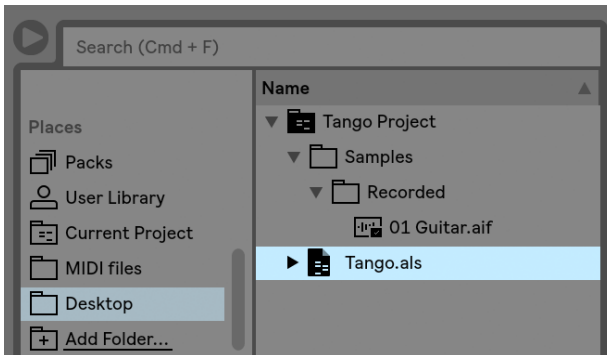 Search (Cmd + F)
Places
Packs
User Library
Current Project
MIDI files
Desktop
Add Folder...
Name
Tango Project
Samples
Recorded
01 Guitar.aif
Tango.als